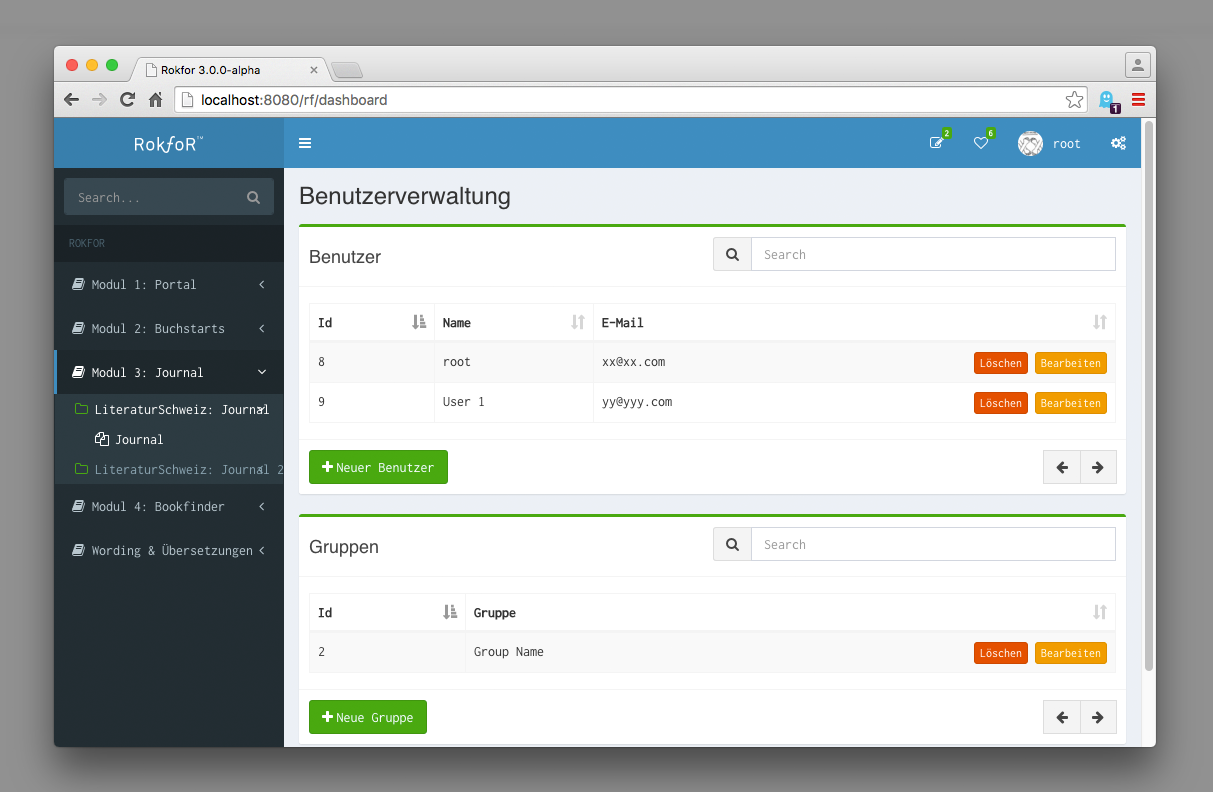 Rokfor 3.0.0-alpha
localhost:8080/rf/dashboard
1
RokfoR™
2
6
root
Search...
ROKFOR
Modul 1: Portal
Modul 2: Buchstarts
Modul 3: Journal
LiteraturSchweiz: Journal
Journal
LiteraturSchweiz: Journal 2
Modul 4: Bookfinder
Wording & Übersetzungen
Benutzerverwaltung
Benutzer
Search
Id Name E-Mail
8 root xx@xx.com Löschen Bearbeiten
9 User 1 yy@yyy.com Löschen Bearbeiten
Neuer Benutzer
Gruppen
Search
Id Gruppe
2 Group Name Löschen Bearbeiten
Neue Gruppe